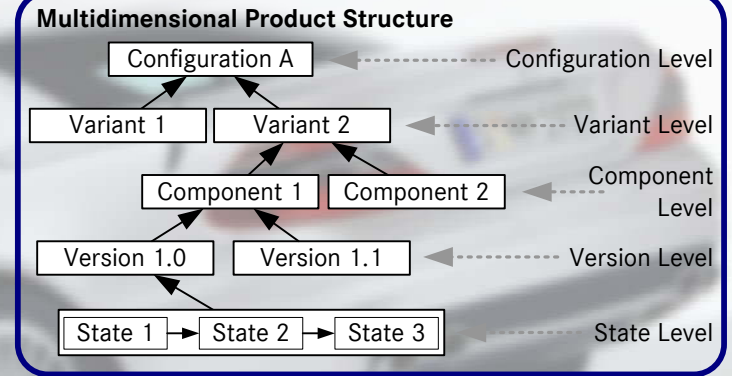 Multidimensional Product Structure
Configuration A
Configuration Level
Variant 1
Variant 2
Variant Level
Component 1
Component 2
Component
Level
Version 1.0
Version 1.1
Version Level
State 1
State 2
State 3
State Level